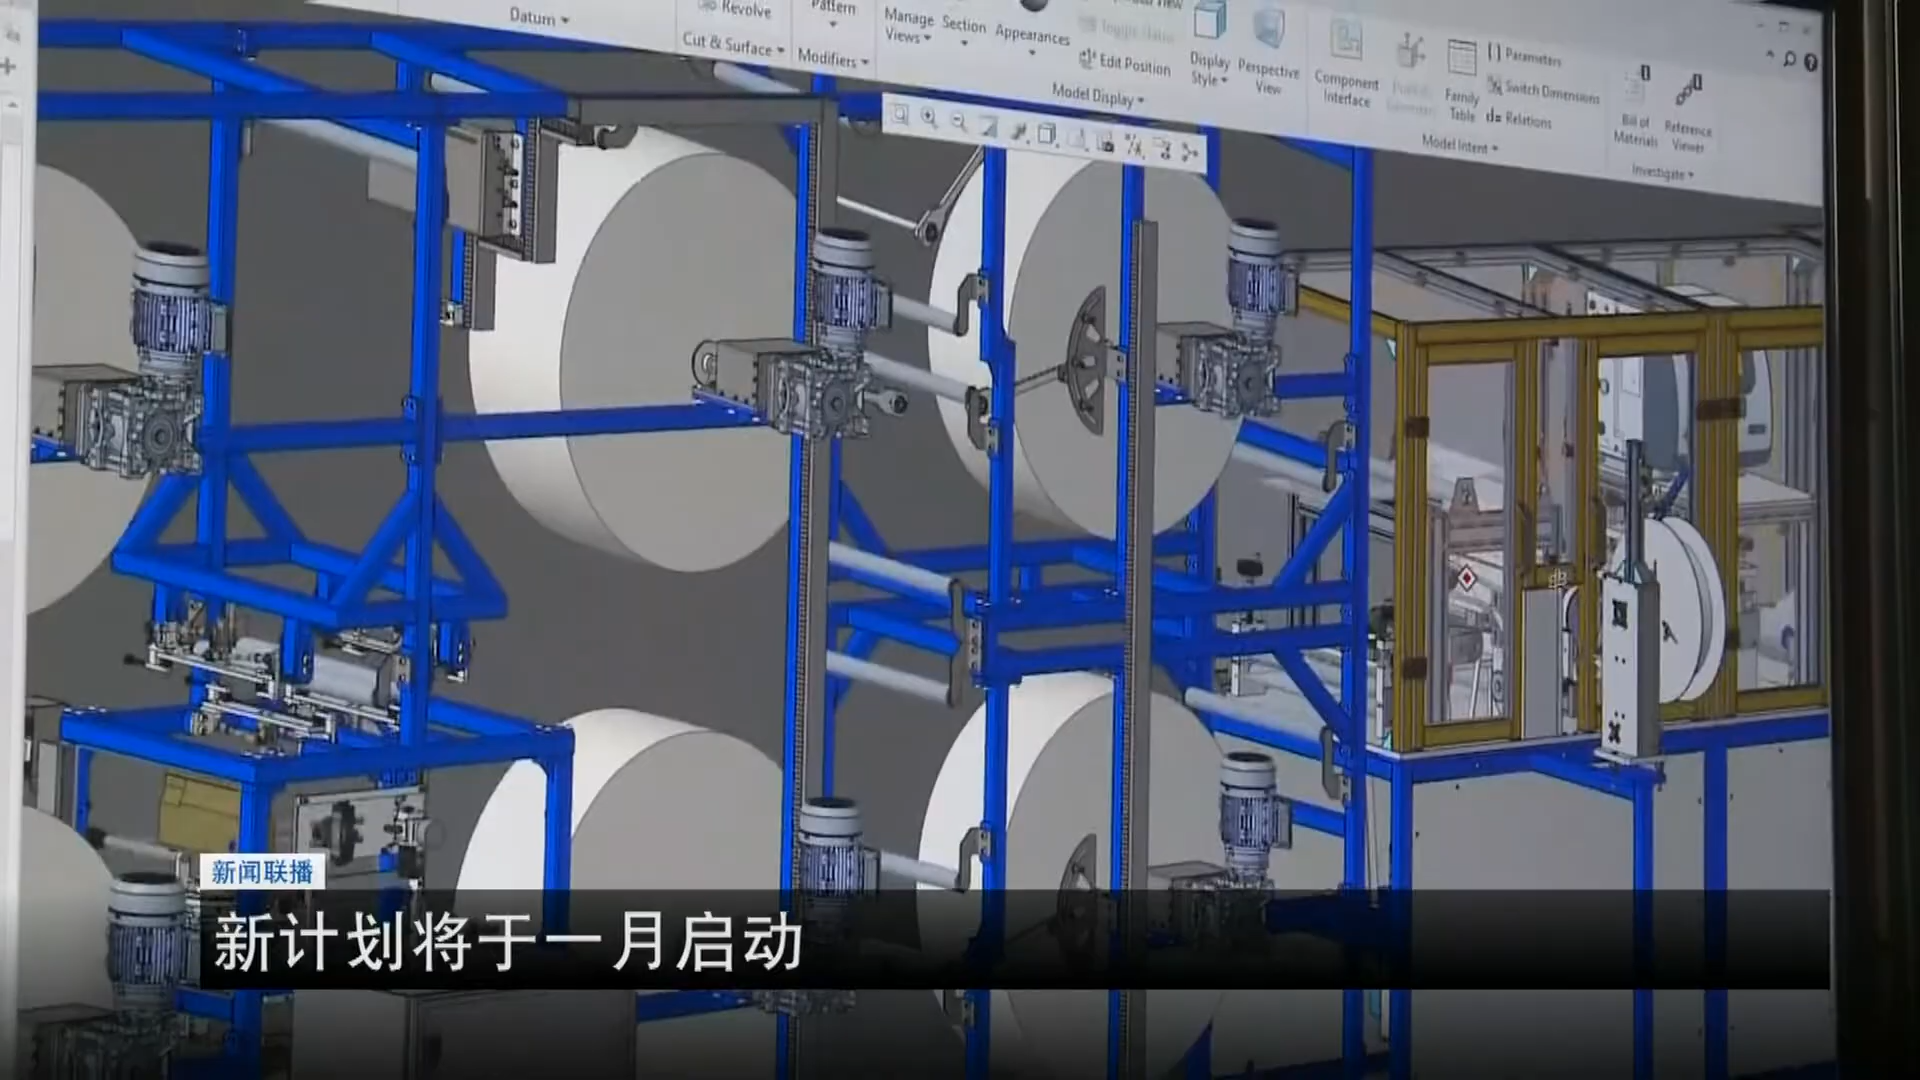 Revolve
Pattern
Datum
Cut & Surface
Modifiers
Manage Views
Section
Appearances
Edit Position
Model Display
Display Style
Perspective View
Component Interface
Family Table
Parameters
Switch Dimensions
d= Relations
Model Intent
Bill of Materials
Reference Viewer
Investigate
新闻联播
新计划将于一月启动